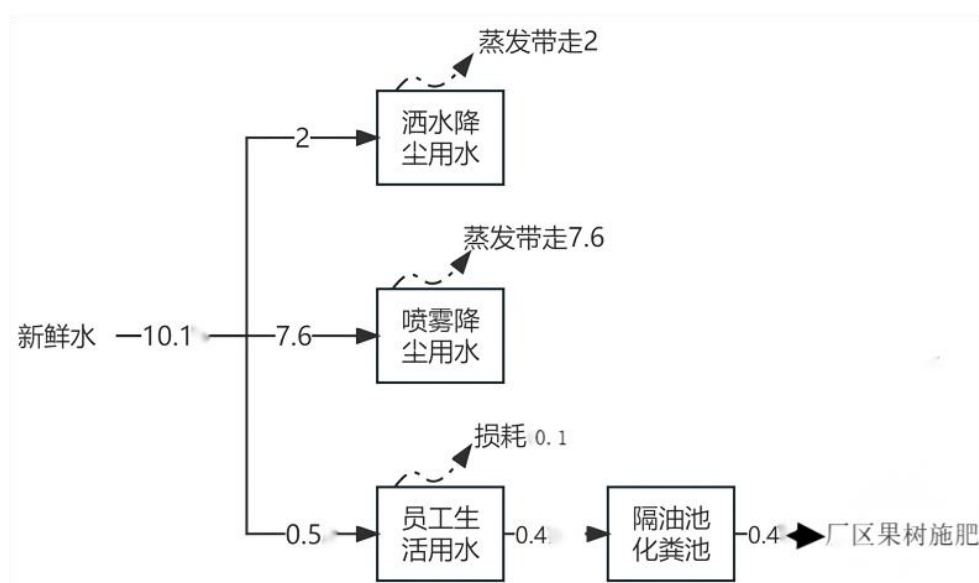 蒸发带走2
洒水降
尘用水
2
蒸发带走7.6
喷雾降
尘用水
新鲜水
10.1
7.6
损耗 0.1
员工生
活用水
0.5
0.4
隔油池
化粪池
0.4
厂区果树施肥